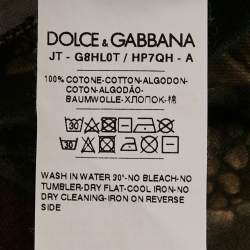 DOLCE & GABBANA
JT - G8HL0T / HP7QH - A
100% COTONE-COTTON-ALGODON-
COTON-ALGODÃO-
BAUMWOLLE-ХЛОПОК-棉
WASH IN WATER 30°-NO BLEACH-NO
TUMBLER-DRY FLAT-COOL IRON-NO
DRY CLEANING-IRON ON REVERSE
SIDE